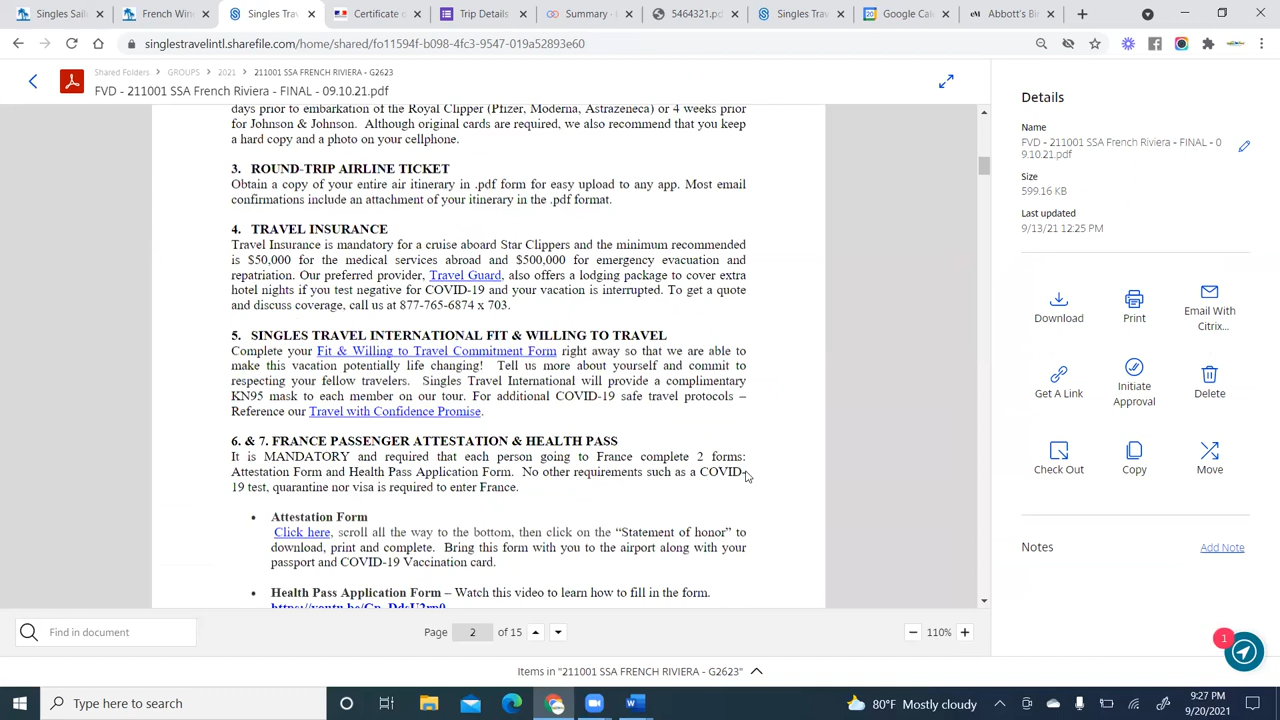 Singles Sail
French Wine
Singles Tra
Certificate c
Trip Details
Summary -
5464321.pd
Singles Tra
Google Cal
Abbott's Bi
singlestravelintl.sharefile.com/home/shared/fo11594f-b098-4fc3-9547-019a52893e60
Shared Folders GROUPS 2021 211001 SSA FRENCH RIVIERA - G2623
FVD - 211001 SSA French Riviera - FINAL - 09.10.21.pdf
days prior to embarkation of the Royal Clipper (Pfizer, Moderna, Astrazeneca) or 4 weeks prior
for Johnson & Johnson. Although original cards are required, we also recommend that you keep
a hard copy and a photo on your cellphone.
3. ROUND-TRIP AIRLINE TICKET
Obtain a copy of your entire air itinerary in .pdf form for easy upload to any app. Most email
confirmations include an attachment of your itinerary in the .pdf format.
4. TRAVEL INSURANCE
Travel Insurance is mandatory for a cruise aboard Star Clippers and the minimum recommended
is $50,000 for the medical services abroad and $500,000 for emergency evacuation and
repatriation. Our preferred provider, Travel Guard, also offers a lodging package to cover extra
hotel nights if you test negative for COVID-19 and your vacation is interrupted. To get a quote
and discuss coverage, call us at 877-765-6874 x 703.
5. SINGLES TRAVEL INTERNATIONAL FIT & WILLING TO TRAVEL
Complete your Fit & Willing to Travel Commitment Form right away so that we are able to
make this vacation potentially life changing! Tell us more about yourself and commit to
respecting your fellow travelers. Singles Travel International will provide a complimentary
KN95 mask to each member on our tour. For additional COVID-19 safe travel protocols –
Reference our Travel with Confidence Promise.
6. & 7. FRANCE PASSENGER ATTESTATION & HEALTH PASS
It is MANDATORY and required that each person going to France complete 2 forms:
Attestation Form and Health Pass Application Form. No other requirements such as a COVID-
19 test, quarantine nor visa is required to enter France.
• Attestation Form
Click here, scroll all the way to the bottom, then click on the “Statement of honor” to
download, print and complete. Bring this form with you to the airport along with your
passport and COVID-19 Vaccination card.
• Health Pass Application Form – Watch this video to learn how to fill in the form.
Details
Name
FVD - 211001 SSA French Riviera - FINAL - 0
9.10.21.pdf
Size
599.16 KB
Last updated
9/13/21 12:25 PM
Download
Print
Email With
Citrix...
Get A Link
Initiate
Approval
Delete
Check Out
Copy
Move
Notes
Add Note
Find in document
Page 2 of 15
110%
1
Items in "211001 SSA FRENCH RIVIERA - G2623"
Type here to search
80°F Mostly cloudy
9:27 PM
9/20/2021